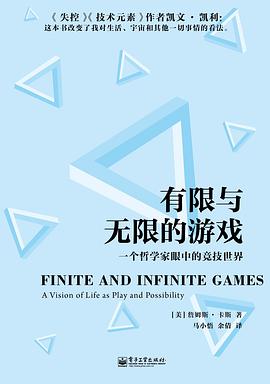 《失控》《技术元素》作者凯文·凯利：
这本书改变了我对生活、宇宙和其他一切事情的看法。
有限与
无限的游戏
一个哲学家眼中的竞技世界
FINITE AND INFINITE GAMES
A Vision of Life as Play and Possibility
［美］詹姆斯·卡斯 著
马小悟 余倩 译
电子工业出版社